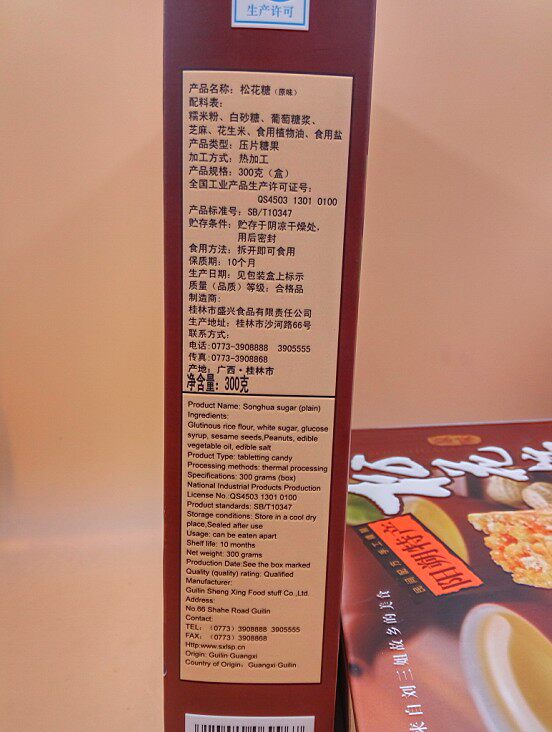 生产许可
产品名称：松花糖（原味）
配料表：
糯米粉、白砂糖、葡萄糖浆、
芝麻、花生米、食用植物油、食用盐
产品类型：压片糖果
加工方式：热加工
产品规格：300克（盒）
全国工业产品生产许可证号：
QS4503 1301 0100
产品标准号：SB/T10347
贮存条件：贮存于阴凉干燥处，
用后密封
食用方法：拆开即可食用
保质期：10个月
生产日期：见包装盒上标示
质量（品质）等级：合格品
制造商：
桂林市盛兴食品有限责任公司
生产地址：桂林市沙河路66号
联系方式：
电话：0773-3908888 3905555
传真：0773-3908868
产地：广西·桂林市
净含量：300克
Product Name: Songhua sugar (plain)
Ingredients:
Glutinous rice flour, white sugar, glucose
syrup, sesame seeds,Peanuts, edible
vegetable oil, edible salt
Product Type: tabletting candy
Processing methods: thermal processing
Specifications: 300 grams (box)
National Industrial Products Production
License No.:QS4503 1301 0100
Product standards: SB/T10347
Storage conditions: Store in a cool dry
place,Sealed after use
Usage: can be eaten apart
Shelf life: 10 months
Net weight: 300 grams
Production Date:See the box marked
Quality (quality) rating: Qualified
Manufacturer:
Guilin Sheng Xing Food stuff Co.,Ltd.
Address:
No.66 Shahe Road Guilin
Contact:
TEL: （0773）3908888 3905555
FAX: （0773）3908868
Http:www.sxlsp.cn
Origin: Guilin Guangxi
Country of Origin：Guangxi Guilin
阳朔特产
来自刘三姐故乡的美食